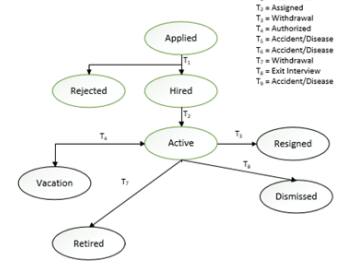 T₂ = Assigned
T₃ = Withdrawal
T₄ = Authorized
T₅ = Accident/Disease
T₆ = Accident/Disease
T₇ = Withdrawal
T₈ = Exit Interview
T₉ = Accident/Disease
Applied
T₁
Rejected
Hired
T₂
T₄
Active
T₃
Resigned
T₈
Vacation
T₇
Dismissed
Retired